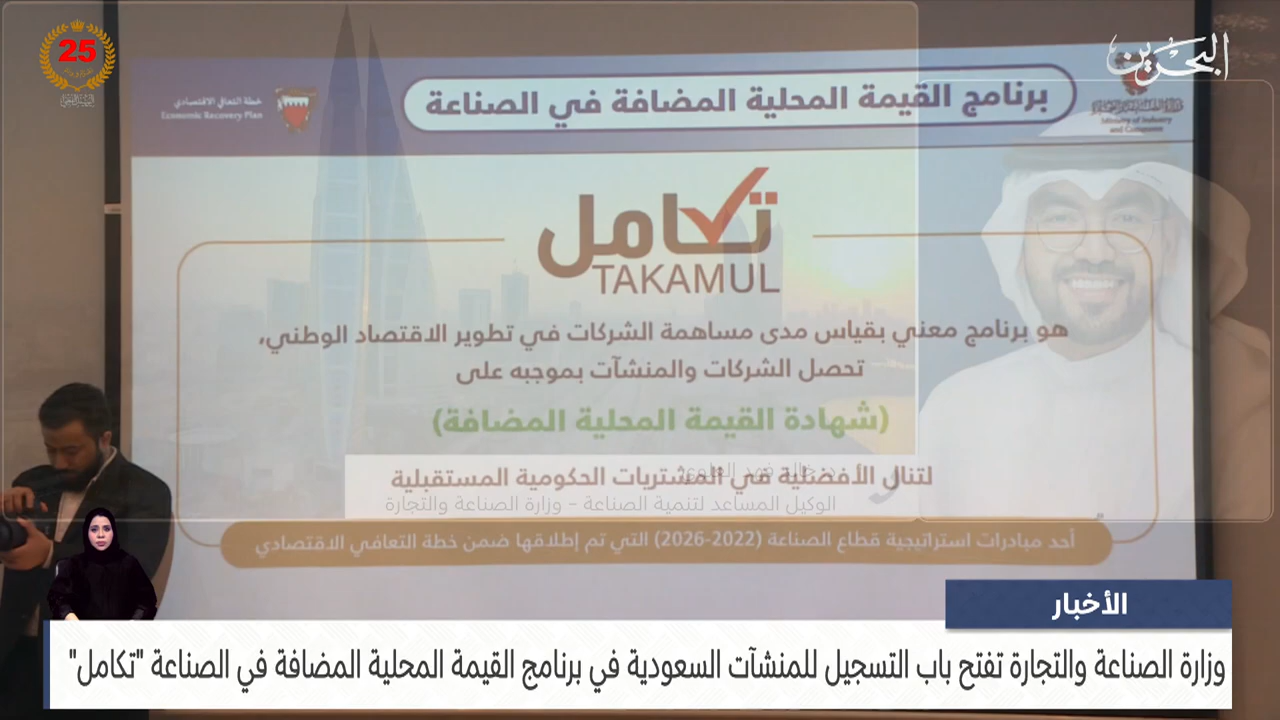 البحرين
25
خطة التعافي الاقتصادي
Economic Recovery Plan
برنامج القيمة المحلية المضافة في الصناعة
Ministry of Industry
and Commerce
تكامل
TAKAMUL
هو برنامج معني بقياس مدى مساهمة الشركات في تطوير الاقتصاد الوطني،
تحصل الشركات والمنشآت بموجبه على
(شهادة القيمة المحلية المضافة)
لتنال الأفضلية في المشتريات الحكومية المستقبلية
الوكيل المساعد لتنمية الصناعة - وزارة الصناعة والتجارة
أحد مبادرات استراتيجية قطاع الصناعة (2022-2026) التي تم إطلاقها ضمن خطة التعافي الاقتصادي
الأخبار
وزارة الصناعة والتجارة تفتح باب التسجيل للمنشآت السعودية في برنامج القيمة المحلية المضافة في الصناعة "تكامل"